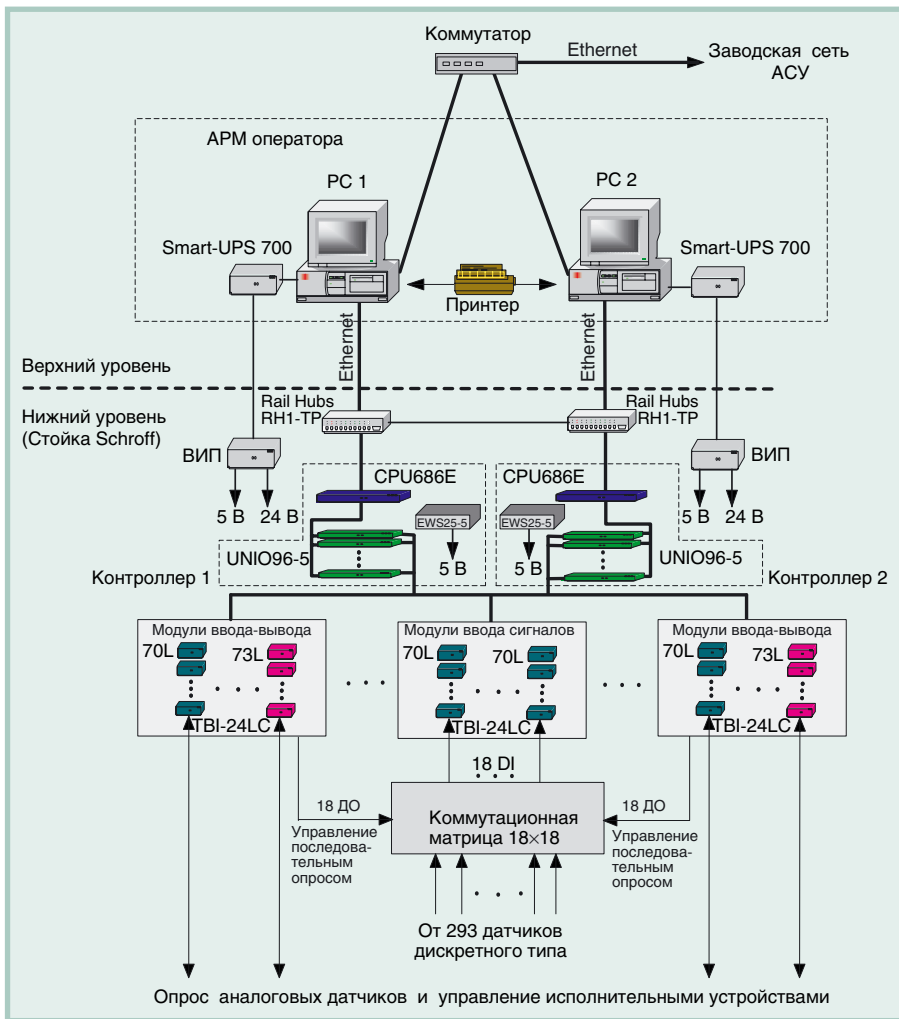 Коммутатор
Ethernet
Заводская сеть
АСУ
АРМ оператора
PC 1
PC 2
Smart-UPS 700
Smart-UPS 700
Принтер
Ethernet
Ethernet
Верхний уровень
Нижний уровень
(Стойка Schroff)
Rail Hubs
RH1-TP
Rail Hubs
RH1-TP
ВИП
ВИП
5 В
24 В
5 В
24 В
CPU686E
CPU686E
EWS25-5
EWS25-5
5 В
5 В
UNIO96-5
UNIO96-5
Контроллер 1
Контроллер 2
Модули ввода-вывода
70L
73L
TBI-24LC
Модули ввода сигналов
70L
70L
TBI-24LC
Модули ввода-вывода
70L
73L
TBI-24LC
18 DI
18 ДО
Управление
последова-
тельным
опросом
Коммутационная
матрица 18×18
18 ДО
Управление
последова-
тельным
опросом
От 293 датчиков
дискретного типа
Опрос аналоговых датчиков и управление исполнительными устройствами